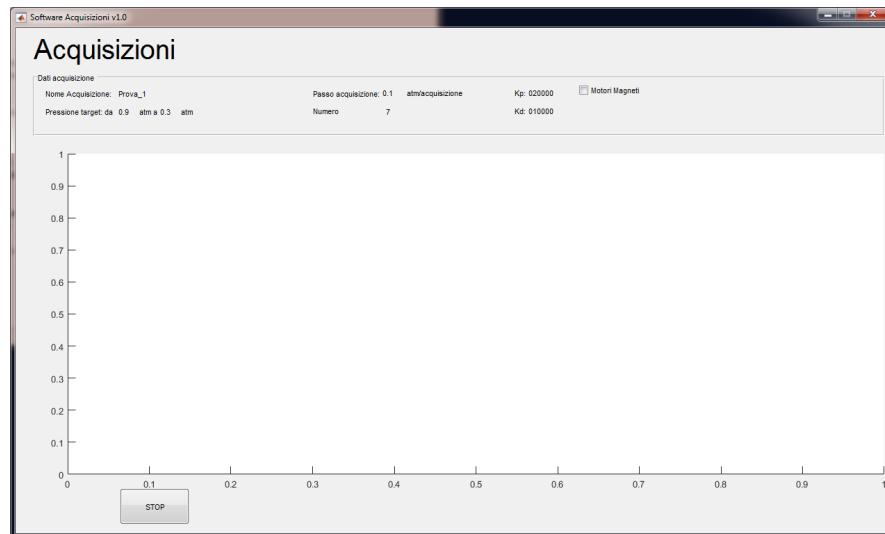 Software Acquisizioni v1.0
Acquisizioni
Dati acquisizione
Nome Acquisizione: Prova_1 Passo acquisizione: 0.1 atm/acquisizione Kp: 020000 Motori Magneti
Pressione target: da 0.9 atm a 0.3 atm Numero 7 Kd: 010000
1
0.9
0.8
0.7
0.6
0.5
0.4
0.3
0.2
0.1
0
0 0.1 0.2 0.3 0.4 0.5 0.6 0.7 0.8 0.9 1
STOP